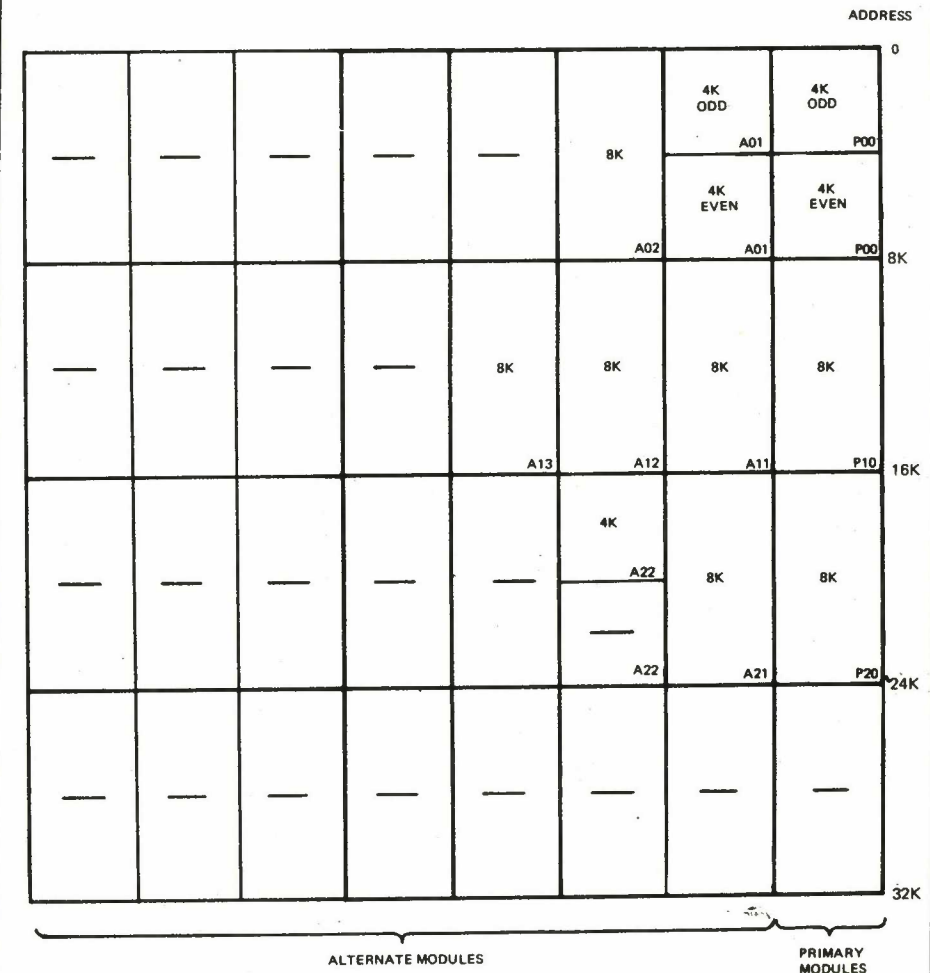 ADDRESS
0
4K
ODD
4K
ODD
A01
P00
8K
4K
EVEN
4K
EVEN
A02
A01
P00
8K
8K
8K
8K
8K
A13
A12
A11
P10
16K
4K
A22
8K
8K
A22
A21
P20
24K
32K
ALTERNATE MODULES
PRIMARY
MODULES